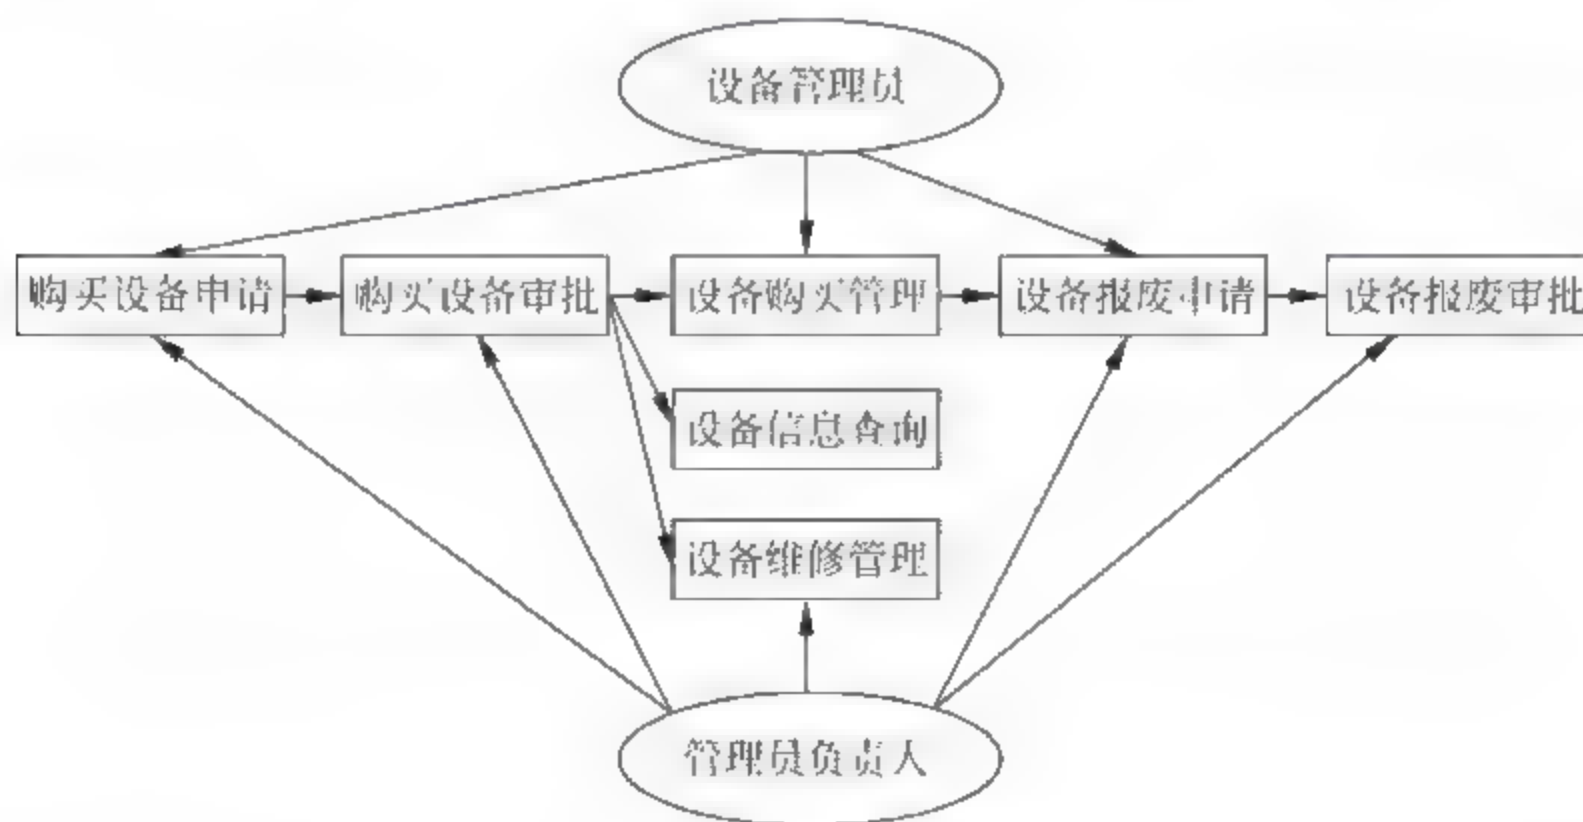 设备管理员
购买设备申请
购买设备审批
设备购买管理
设备报废申请
设备报废审批
设备信息查询
设备维修管理
管理员负责人